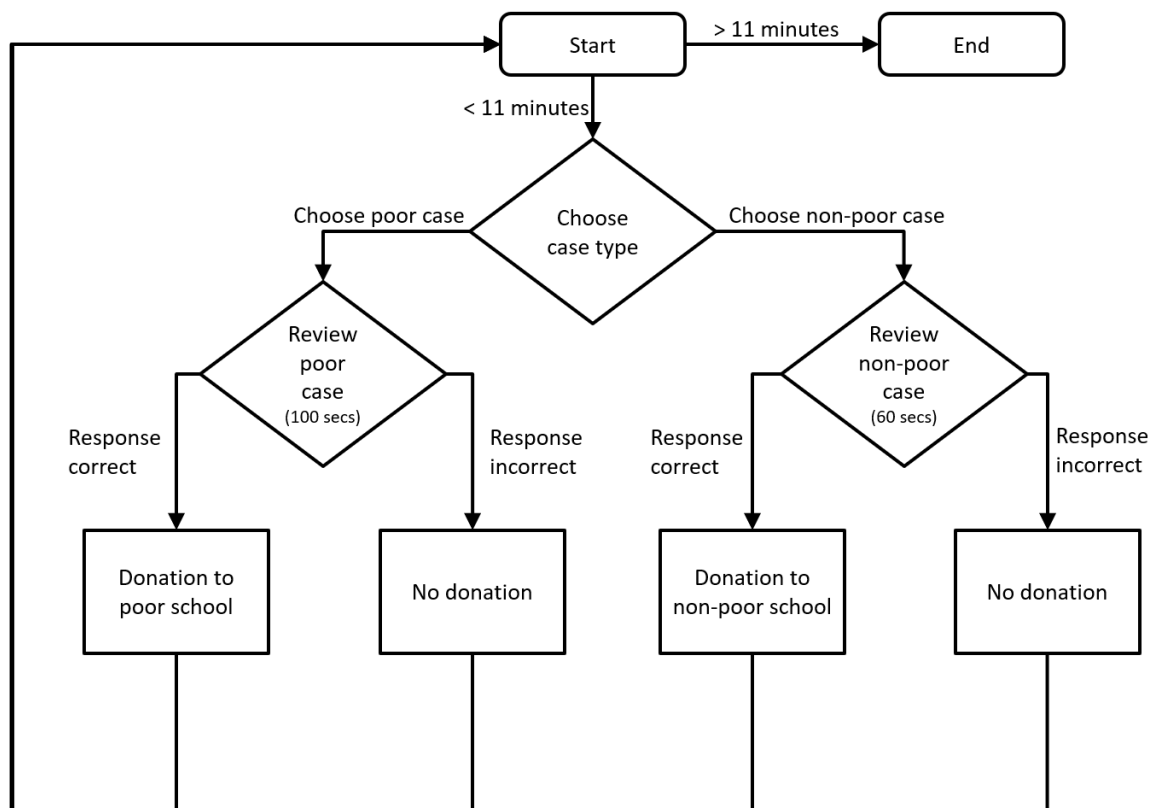 Start
> 11 minutes
End
< 11 minutes
Choose poor case
Choose
case type
Choose non-poor case
Review
poor
case
(100 secs)
Review
non-poor
case
(60 secs)
Response
correct
Response
incorrect
Response
correct
Response
incorrect
Donation to
poor school
No donation
Donation to
non-poor school
No donation